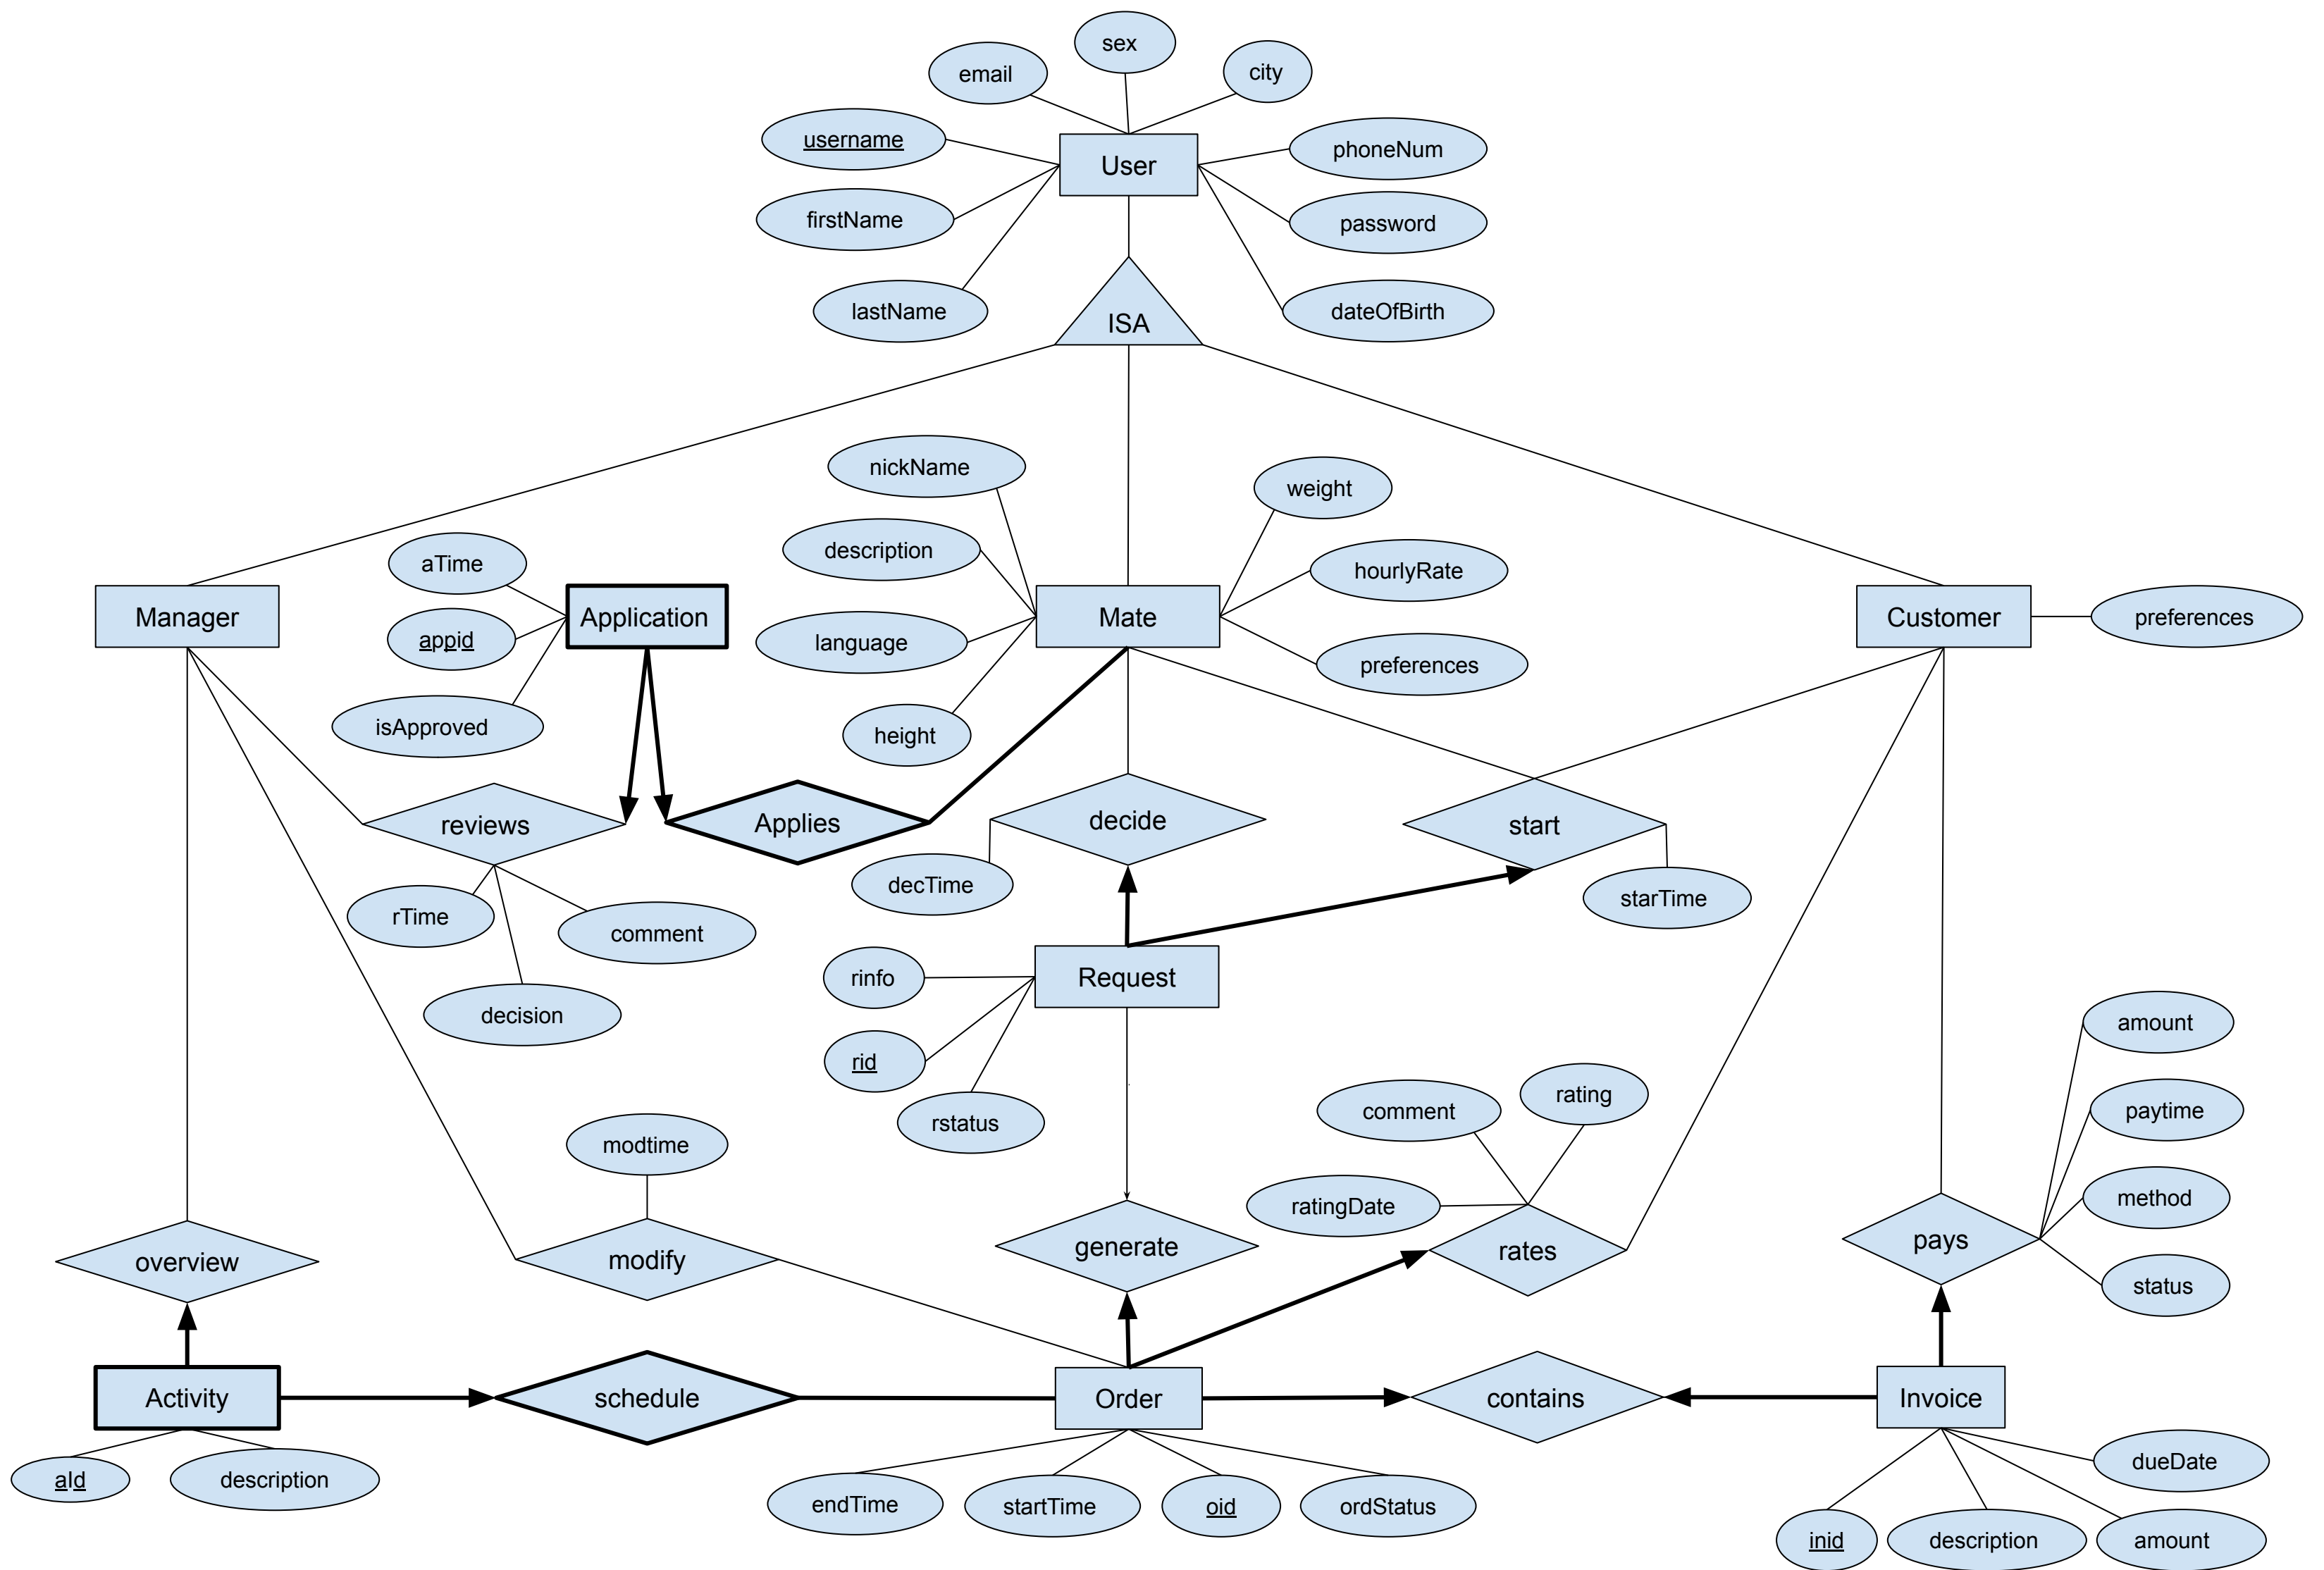 sex
email
city
username
phoneNum
User
firstName
password
lastName
dateOfBirth
ISA
nickName
weight
description
aTime
hourlyRate
Manager
Application
Mate
Customer
preferences
appid
language
preferences
isApproved
height
reviews
Applies
decide
start
decTime
starTime
rTime
comment
rinfo
Request
decision
amount
rid
rating
comment
paytime
rstatus
modtime
method
ratingDate
pays
generate
rates
overview
modify
status
Activity
schedule
Order
contains
Invoice
dueDate
aId
description
endTime
startTime
oid
ordStatus
inid
description
amount